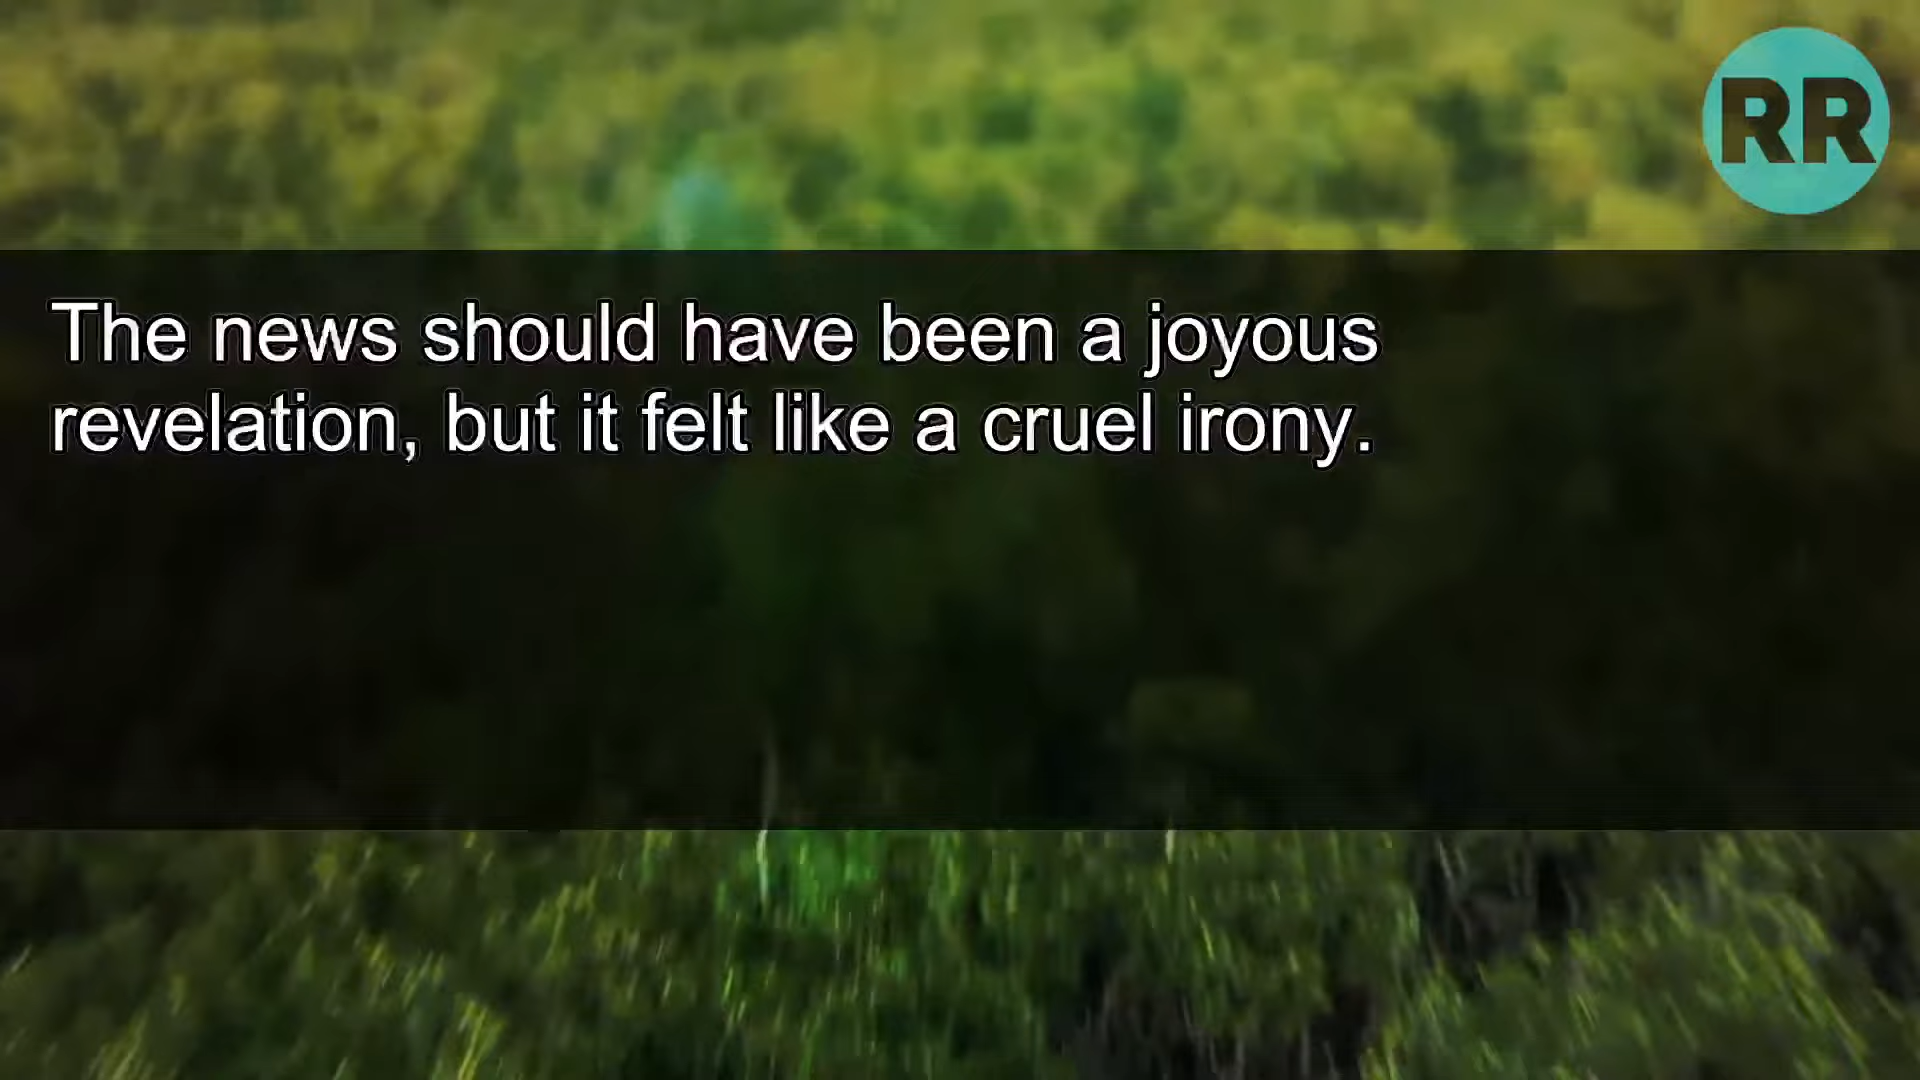 RR
The news should have been a joyous
revelation, but it felt like a cruel irony.